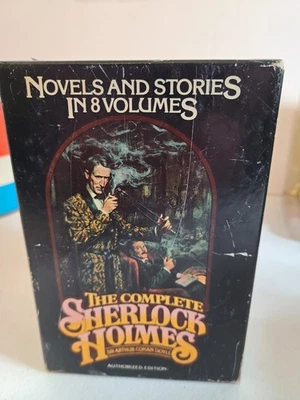 NOVELS AND STORIES
IN 8 VOLUMES
THE COMPLETE
SHERLOCK
HOLMES
SIR ARTHUR CONAN DOYLE
AUTHORIZED EDITION